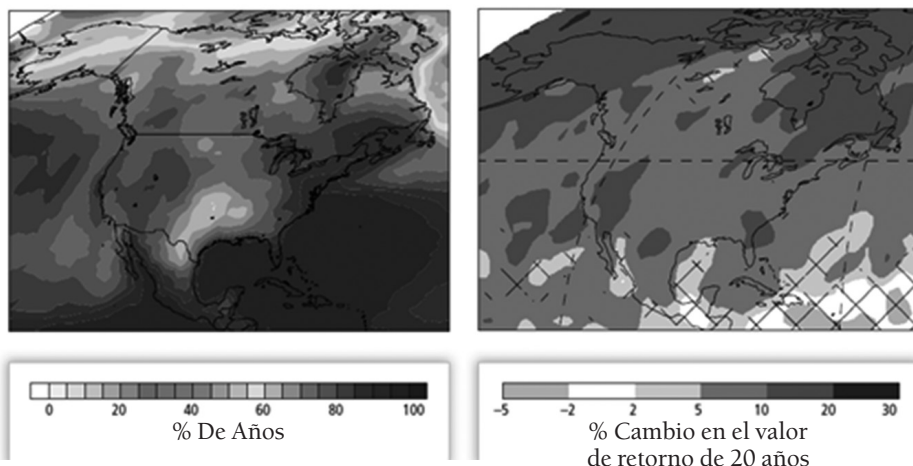 0 20 40 60 80 100
% De Años
-5 -2 2 5 10 20 30
% Cambio en el valor
de retorno de 20 años